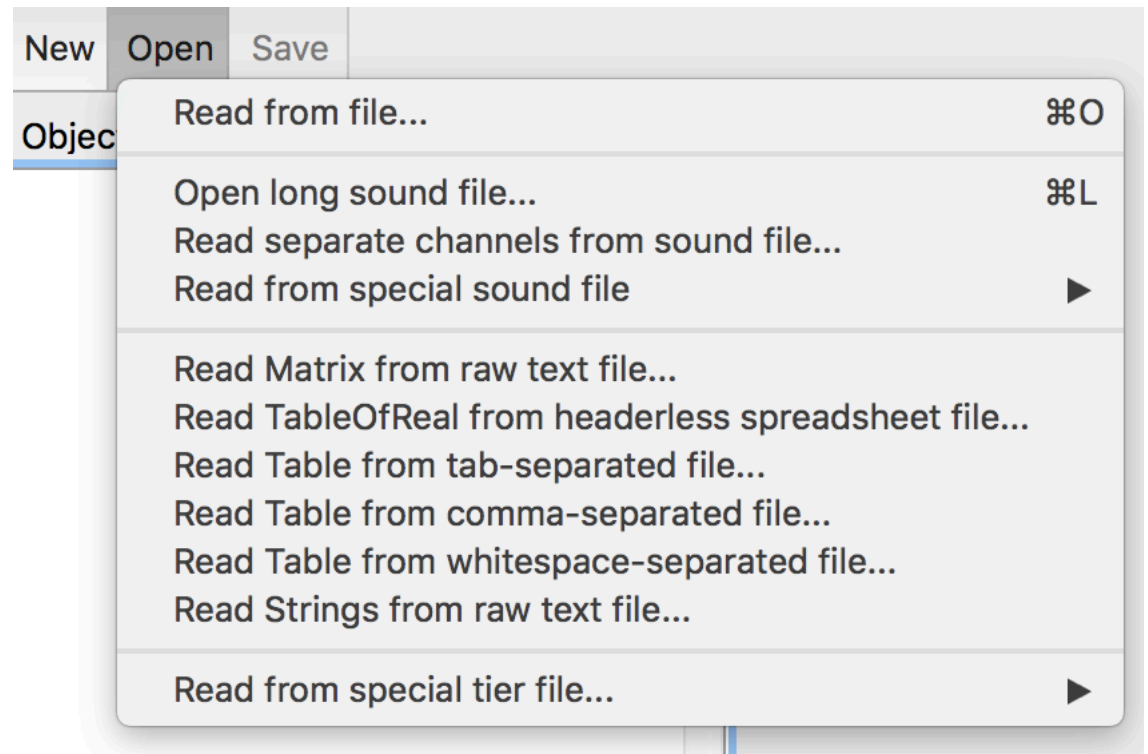 New Open Save
Objec
Read from file... ⌘O
Open long sound file... ⌘L
Read separate channels from sound file...
Read from special sound file ▶
Read Matrix from raw text file...
Read TableOfReal from headerless spreadsheet file...
Read Table from tab-separated file...
Read Table from comma-separated file...
Read Table from whitespace-separated file...
Read Strings from raw text file...
Read from special tier file... ▶